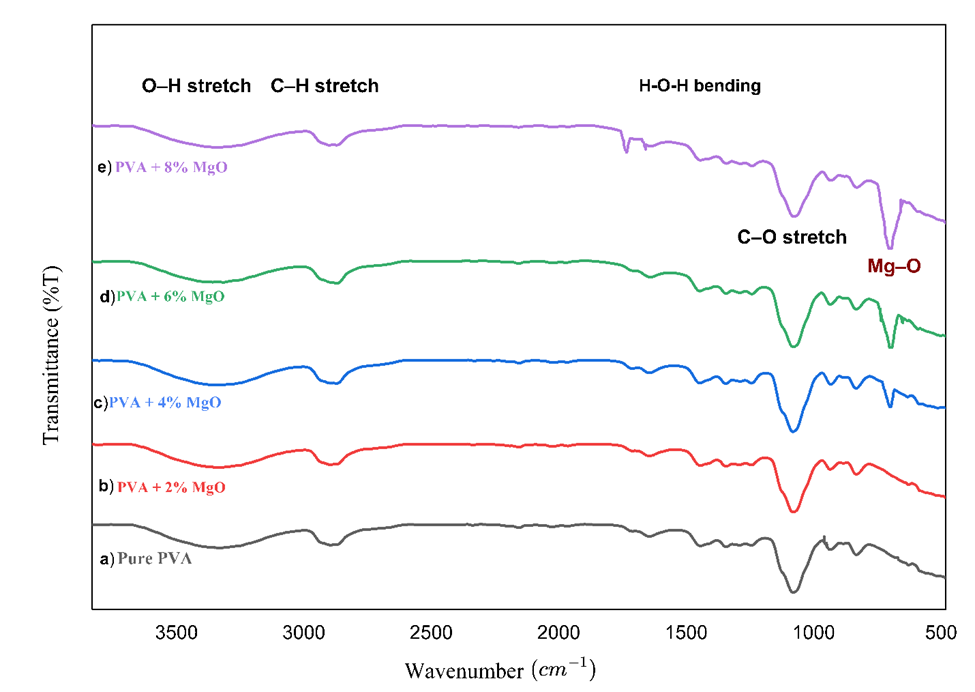 O–H stretch C–H stretch
H-O-H bending
e) PVA + 8% MgO
C–O stretch
Mg–O
d) PVA + 6% MgO
c) PVA + 4% MgO
b) PVA + 2% MgO
a) Pure PVA
Transmittance (%T)
3500 3000 2500 2000 1500 1000 500
Wavenumber (cm⁻¹)